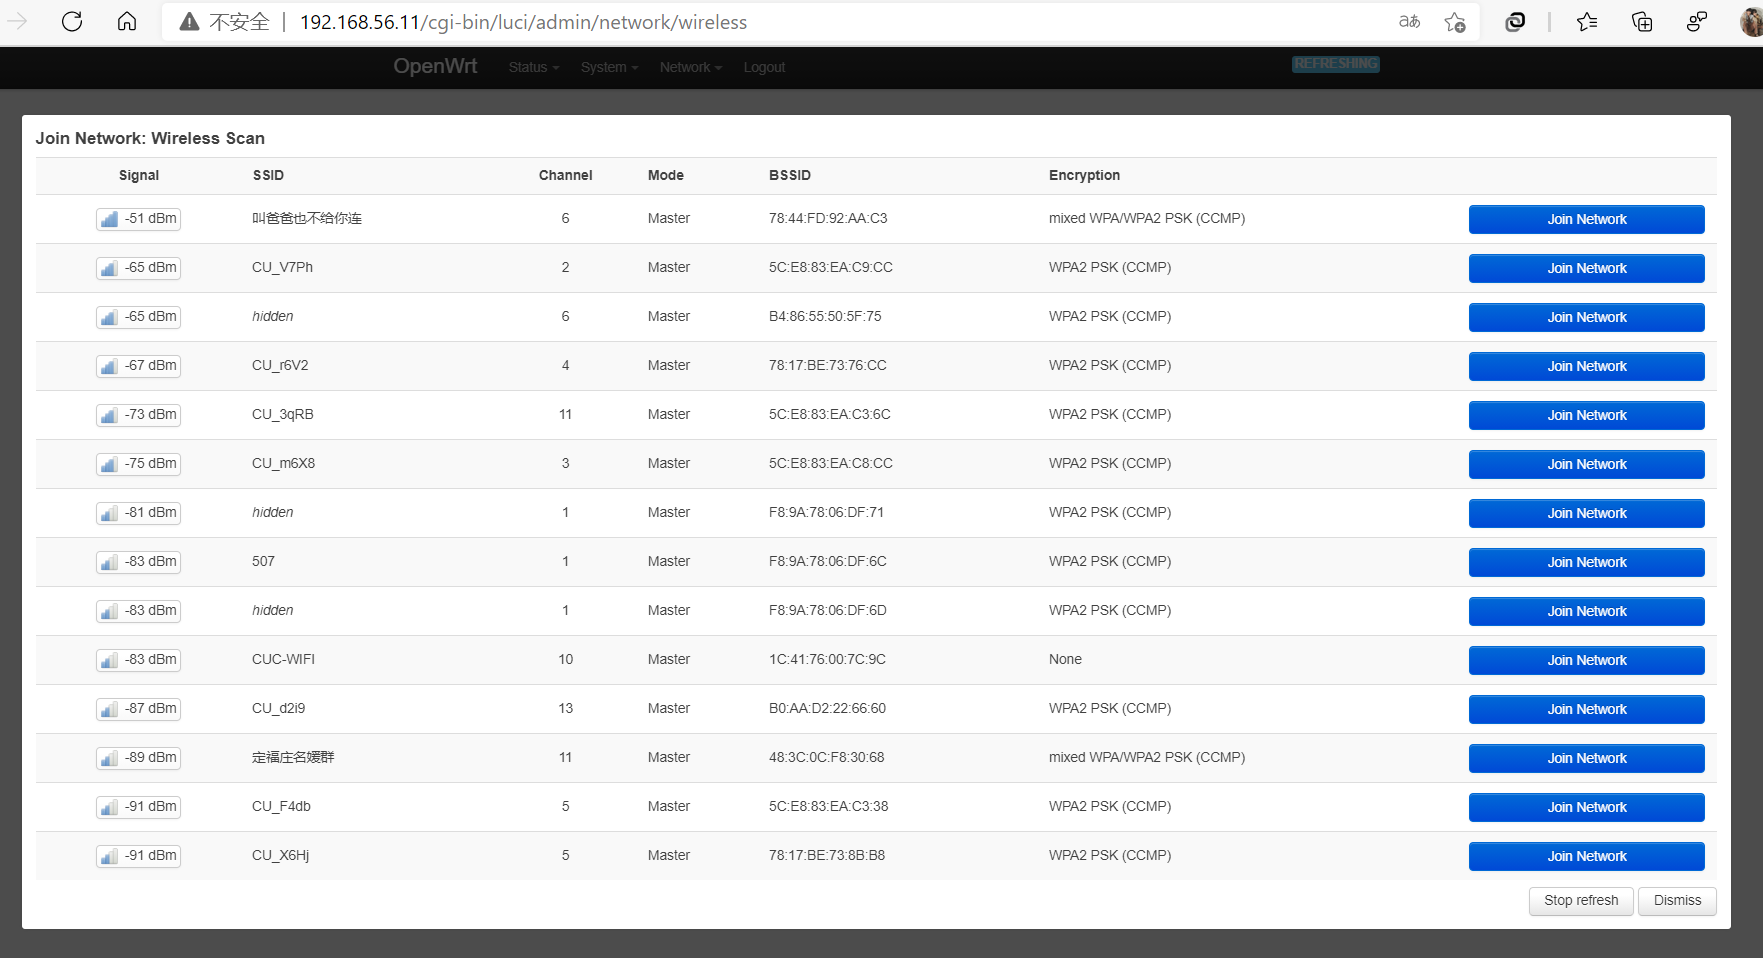 不安全 | 192.168.56.11/cgi-bin/luci/admin/network/wireless aあ
OpenWrt Status System Network Logout REFRESHING
Join Network: Wireless Scan
Signal SSID Channel Mode BSSID Encryption
-51 dBm 叫爸爸也不给你连 6 Master 78:44:FD:92:AA:C3 mixed WPA/WPA2 PSK (CCMP) Join Network
-65 dBm CU_V7Ph 2 Master 5C:E8:83:EA:C9:CC WPA2 PSK (CCMP) Join Network
-65 dBm hidden 6 Master B4:86:55:50:5F:75 WPA2 PSK (CCMP) Join Network
-67 dBm CU_r6V2 4 Master 78:17:BE:73:76:CC WPA2 PSK (CCMP) Join Network
-73 dBm CU_3qRB 11 Master 5C:E8:83:EA:C3:6C WPA2 PSK (CCMP) Join Network
-75 dBm CU_m6X8 3 Master 5C:E8:83:EA:C8:CC WPA2 PSK (CCMP) Join Network
-81 dBm hidden 1 Master F8:9A:78:06:DF:71 WPA2 PSK (CCMP) Join Network
-83 dBm 507 1 Master F8:9A:78:06:DF:6C WPA2 PSK (CCMP) Join Network
-83 dBm hidden 1 Master F8:9A:78:06:DF:6D WPA2 PSK (CCMP) Join Network
-83 dBm CUC-WIFI 10 Master 1C:41:76:00:7C:9C None Join Network
-87 dBm CU_d2i9 13 Master B0:AA:D2:22:66:60 WPA2 PSK (CCMP) Join Network
-89 dBm 定福庄名媛群 11 Master 48:3C:0C:F8:30:68 mixed WPA/WPA2 PSK (CCMP) Join Network
-91 dBm CU_F4db 5 Master 5C:E8:83:EA:C3:38 WPA2 PSK (CCMP) Join Network
-91 dBm CU_X6Hj 5 Master 78:17:BE:73:8B:B8 WPA2 PSK (CCMP) Join Network
Stop refresh Dismiss